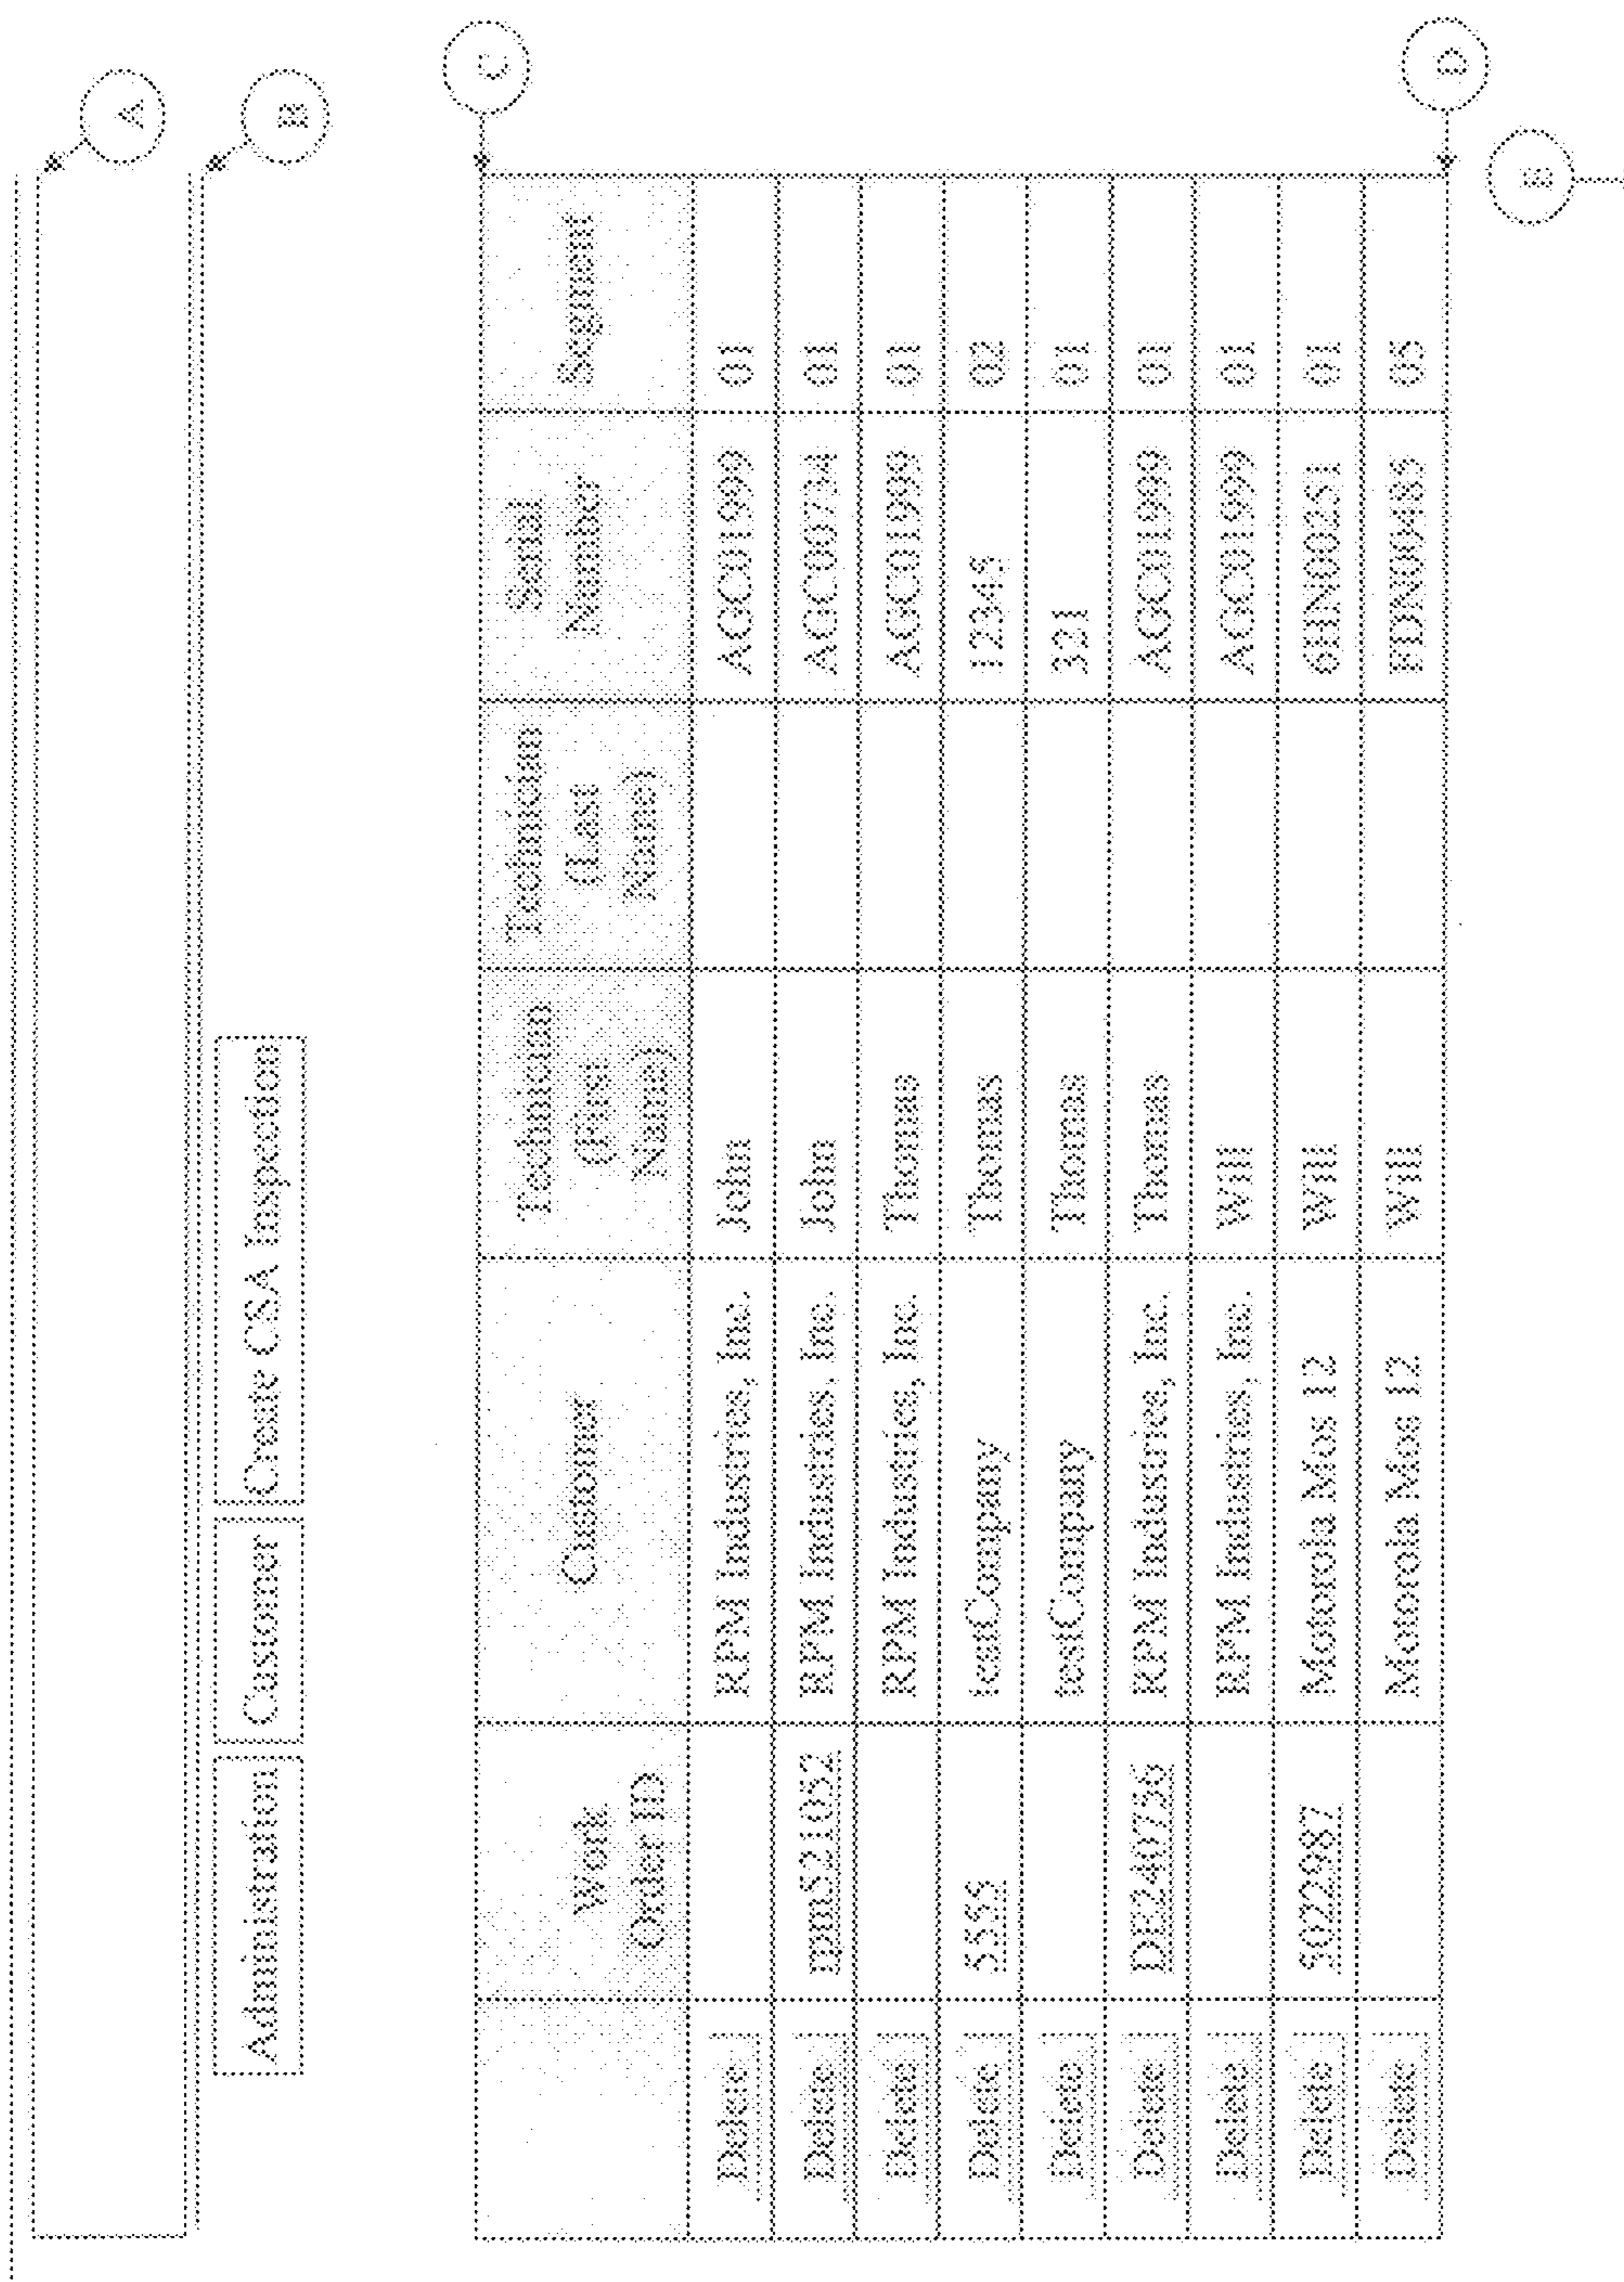 A
B
Administration Customer Create CSA Inspection
C
Work Order ID Customer Technician (First Name) Technician (Last Name) Serial Number Segment
Delete RPM Industries, Inc. John AGC01999 01
Delete rpmS21052 RPM Industries, Inc. John AGC00734 01
Delete RPM Industries, Inc. Thomas AGC01999 01
Delete 5555 testCompany Thomas 12345 02
Delete testCompany Thomas 321 01
Delete DE240736 RPM Industries, Inc. Thomas AGC01999 01
Delete RPM Industries, Inc. Will AGC01999 01
Delete 5022987 Motorola Mos 12 Will 01
Delete Motorola Mos 12 Will 05
D
E